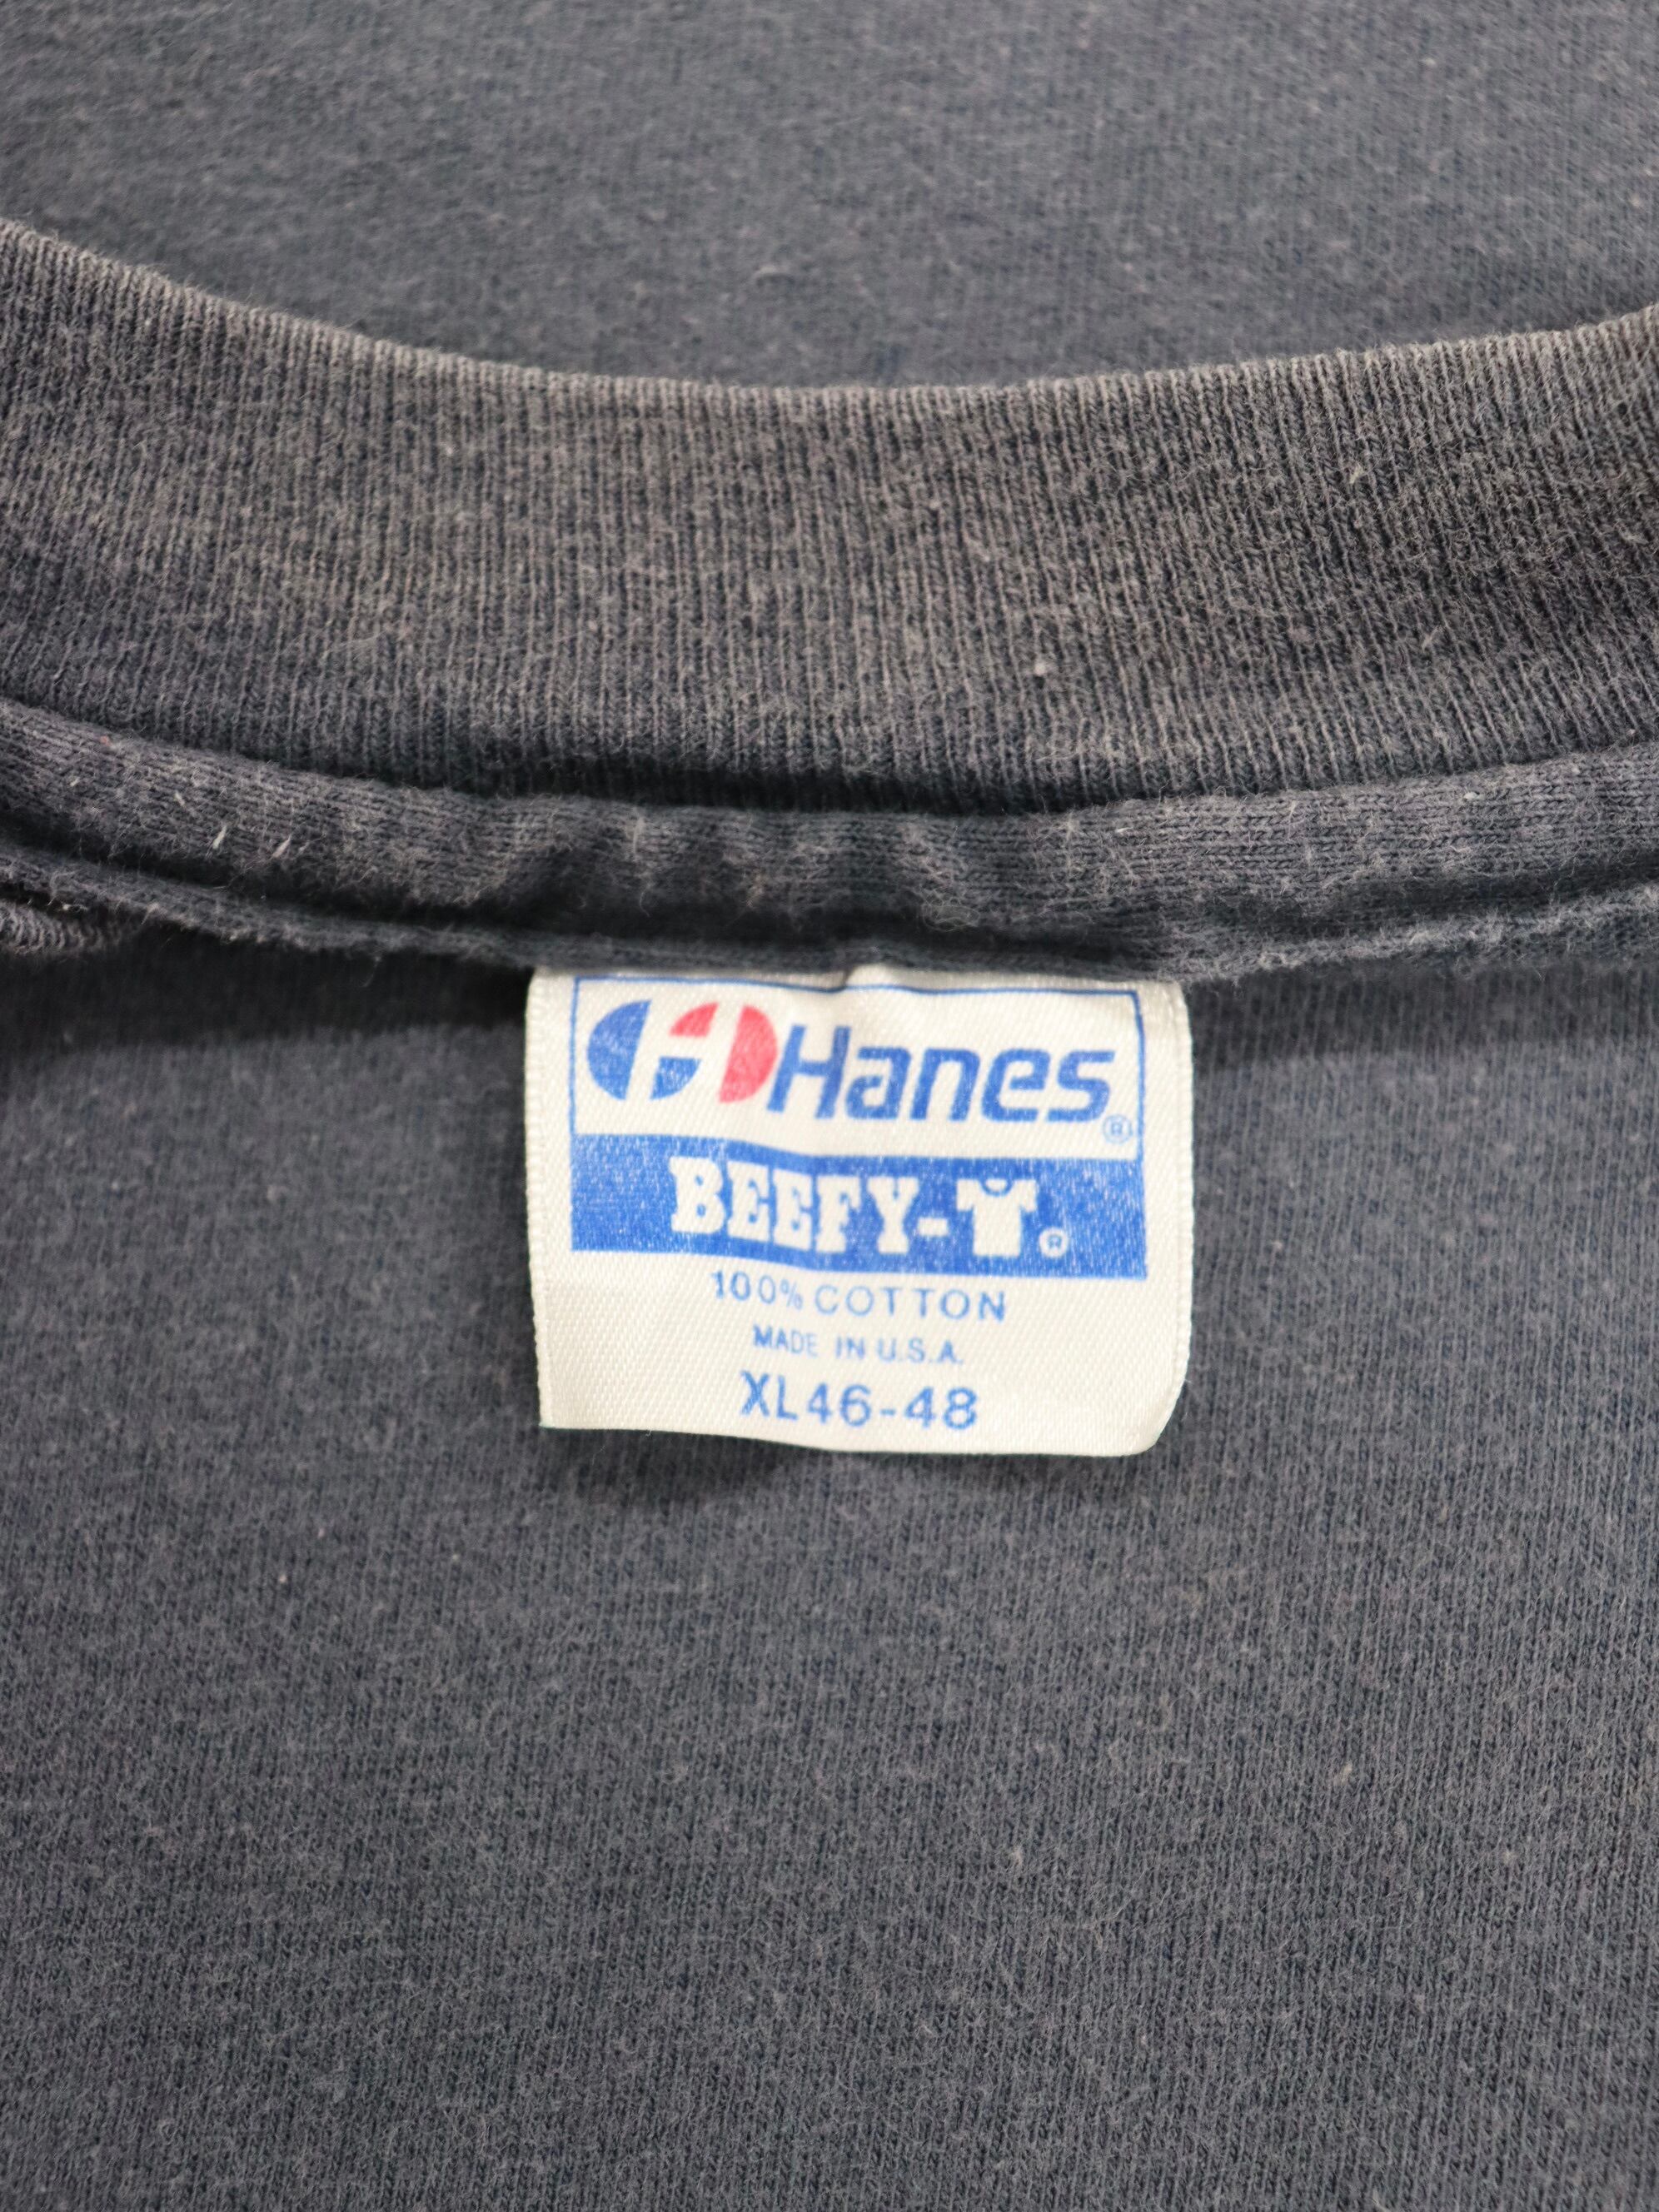 Hanes®
BEEFY-T®
100% COTTON
MADE IN U.S.A.
XL46-48